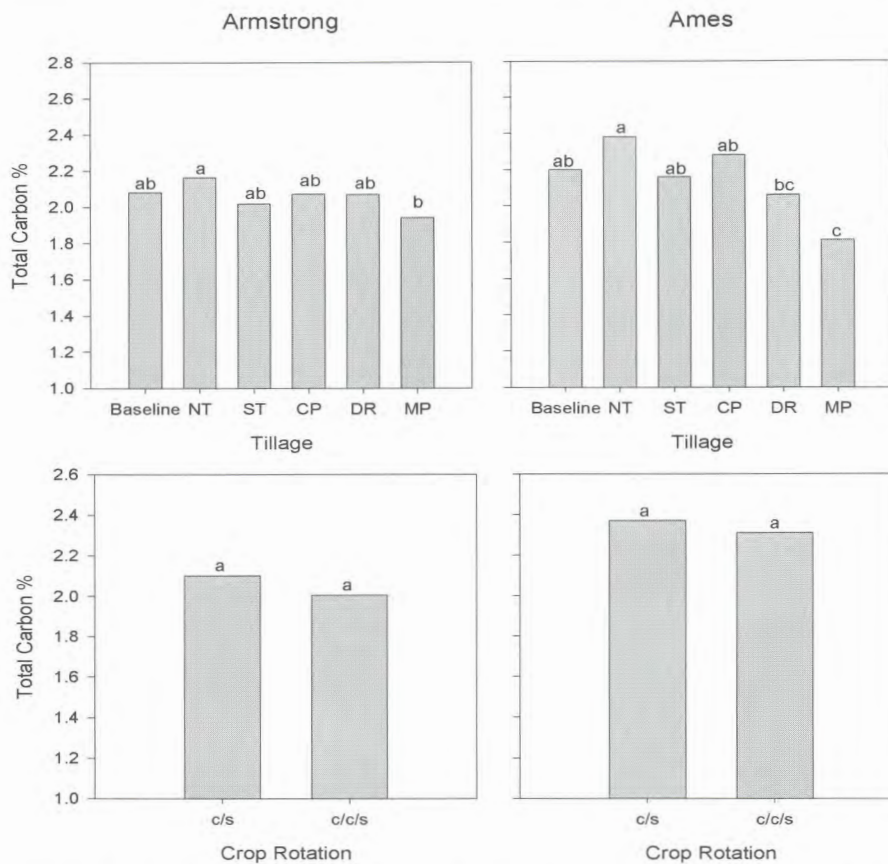 Armstrong
Ames
Total Carbon %
2.8
2.6
2.4
2.2
2.0
1.8
1.6
1.4
1.2
1.0
ab
a
ab
ab
ab
b
ab
a
ab
ab
bc
c
Baseline NT ST CP DR MP
Baseline NT ST CP DR MP
Tillage
Tillage
Total Carbon %
2.6
2.4
2.2
2.0
1.8
1.6
1.4
1.2
1.0
a
a
a
a
c/s c/c/s
c/s c/c/s
Crop Rotation
Crop Rotation